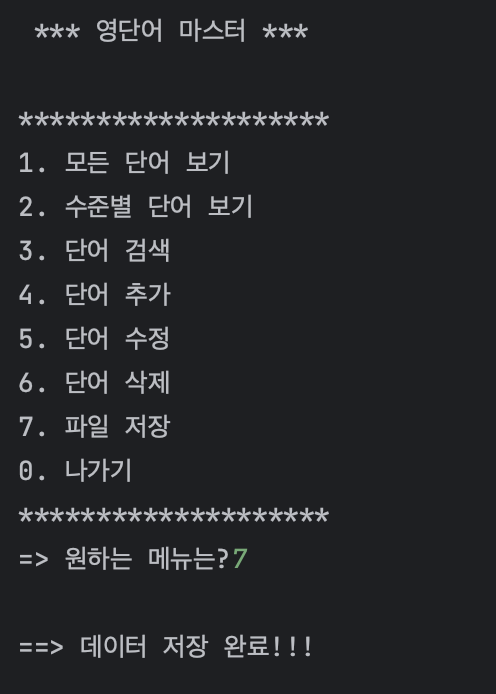 *** 영단어 마스터 ***
********************
1. 모든 단어 보기
2. 수준별 단어 보기
3. 단어 검색
4. 단어 추가
5. 단어 수정
6. 단어 삭제
7. 파일 저장
0. 나가기
********************
=> 원하는 메뉴는?7
==> 데이터 저장 완료!!!